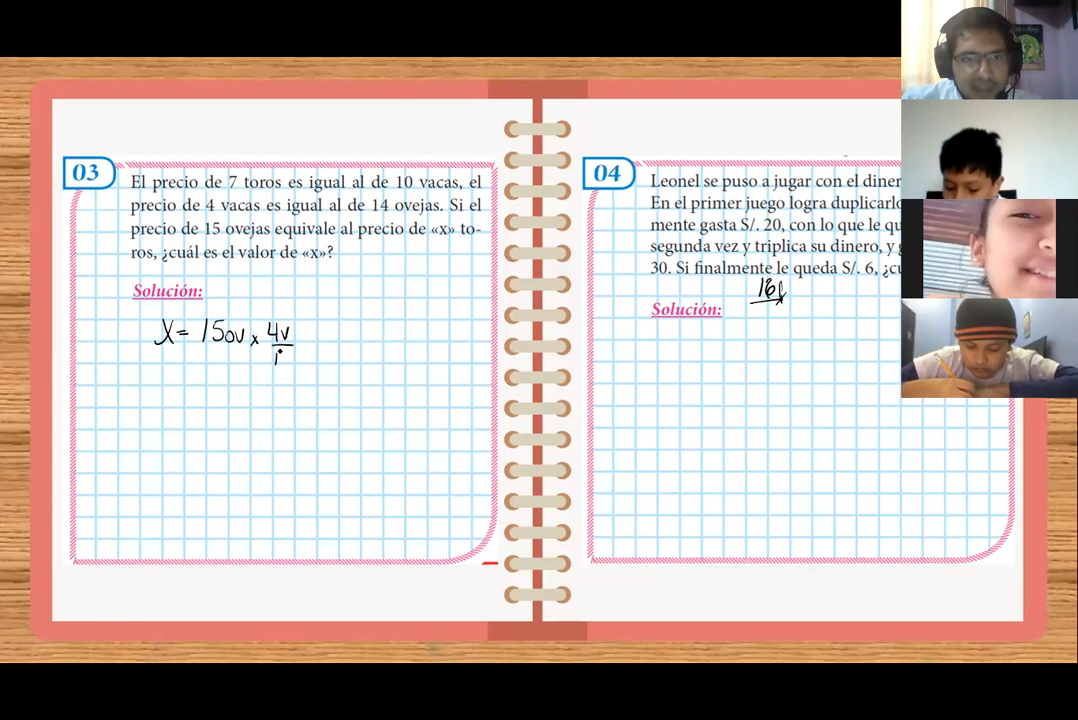 03
El precio de 7 toros es igual al de 10 vacas, el
precio de 4 vacas es igual al de 14 ovejas. Si el
precio de 15 ovejas equivale al precio de «x» to-
ros, ¿cuál es el valor de «x»?
Solución:
X = 15ov x 4v
04
Leonel se puso a jugar con el diner
En el primer juego logra duplicarlo
mente gasta S/. 20, con lo que le qu
segunda vez y triplica su dinero, y
30. Si finalmente le queda S/. 6, ¿cu
Solución: